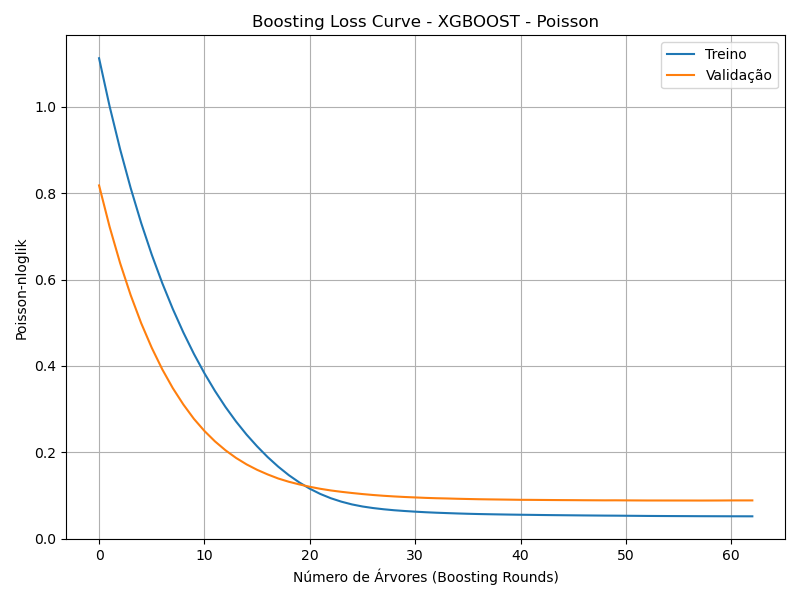 Boosting Loss Curve - XGBOOST - Poisson
Treino
Validação
Poisson-nloglik
1.0
0.8
0.6
0.4
0.2
0.0
0 10 20 30 40 50 60
Número de Árvores (Boosting Rounds)